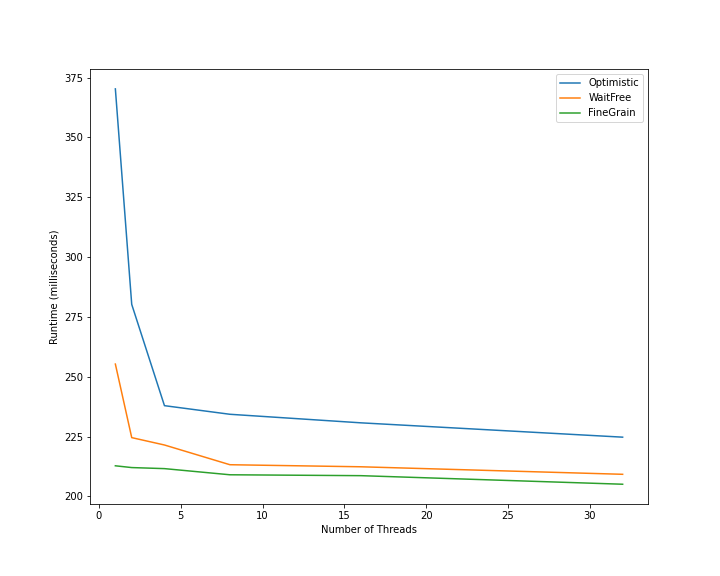 Optimistic
WaitFree
FineGrain
Runtime (milliseconds)
375
350
325
300
275
250
225
200
0 5 10 15 20 25 30
Number of Threads